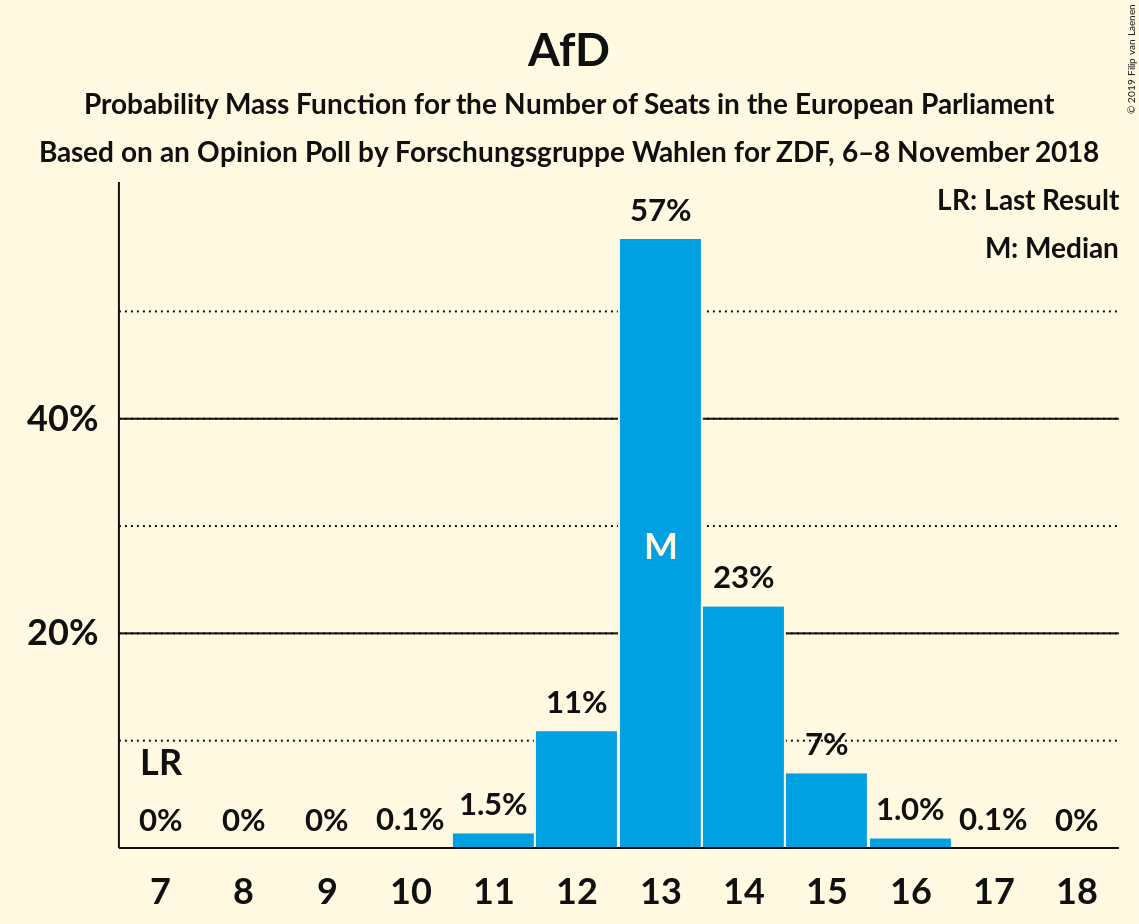 AfD
Probability Mass Function for the Number of Seats in the European Parliament
Based on an Opinion Poll by Forschungsgruppe Wahlen for ZDF, 6–8 November 2018
© 2019 Filip van Laenen
LR: Last Result
M: Median
57%
40%
M
23%
20%
11%
7%
LR
0% 0% 0% 0.1% 1.5% 1.0% 0.1% 0%
7 8 9 10 11 12 13 14 15 16 17 18